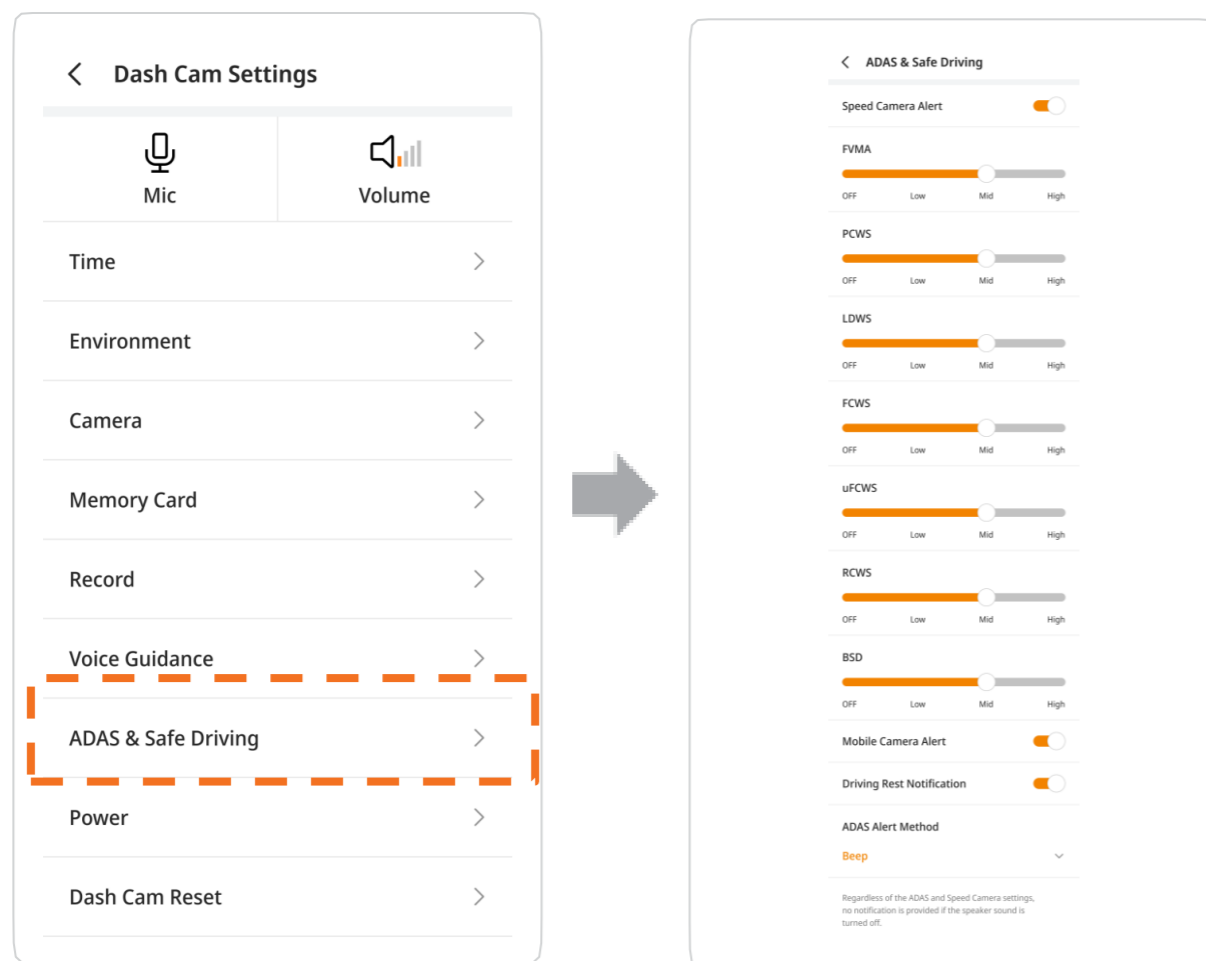 Dash Cam Settings
Mic
Volume
Time
Environment
Camera
Memory Card
Record
Voice Guidance
ADAS & Safe Driving
Power
Dash Cam Reset
ADAS & Safe Driving
Speed Camera Alert
FVMA
OFF Low Mid High
PCWS
OFF Low Mid High
LDWS
OFF Low Mid High
FCWS
OFF Low Mid High
uFCWS
OFF Low Mid High
RCWS
OFF Low Mid High
BSD
OFF Low Mid High
Mobile Camera Alert
Driving Rest Notification
ADAS Alert Method
Beep
Regardless of the ADAS and Speed Camera settings,
no notification is provided if the speaker sound is
turned off.